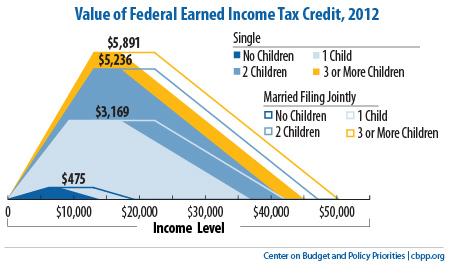 Value of Federal Earned Income Tax Credit, 2012
$5,891
$5,236
$3,169
$475
Single
No Children
1 Child
2 Children
3 or More Children
Married Filing Jointly
No Children
1 Child
2 Children
3 or More Children
0 $10,000 $20,000 $30,000 $40,000 $50,000
Income Level
Center on Budget and Policy Priorities | cbpp.org